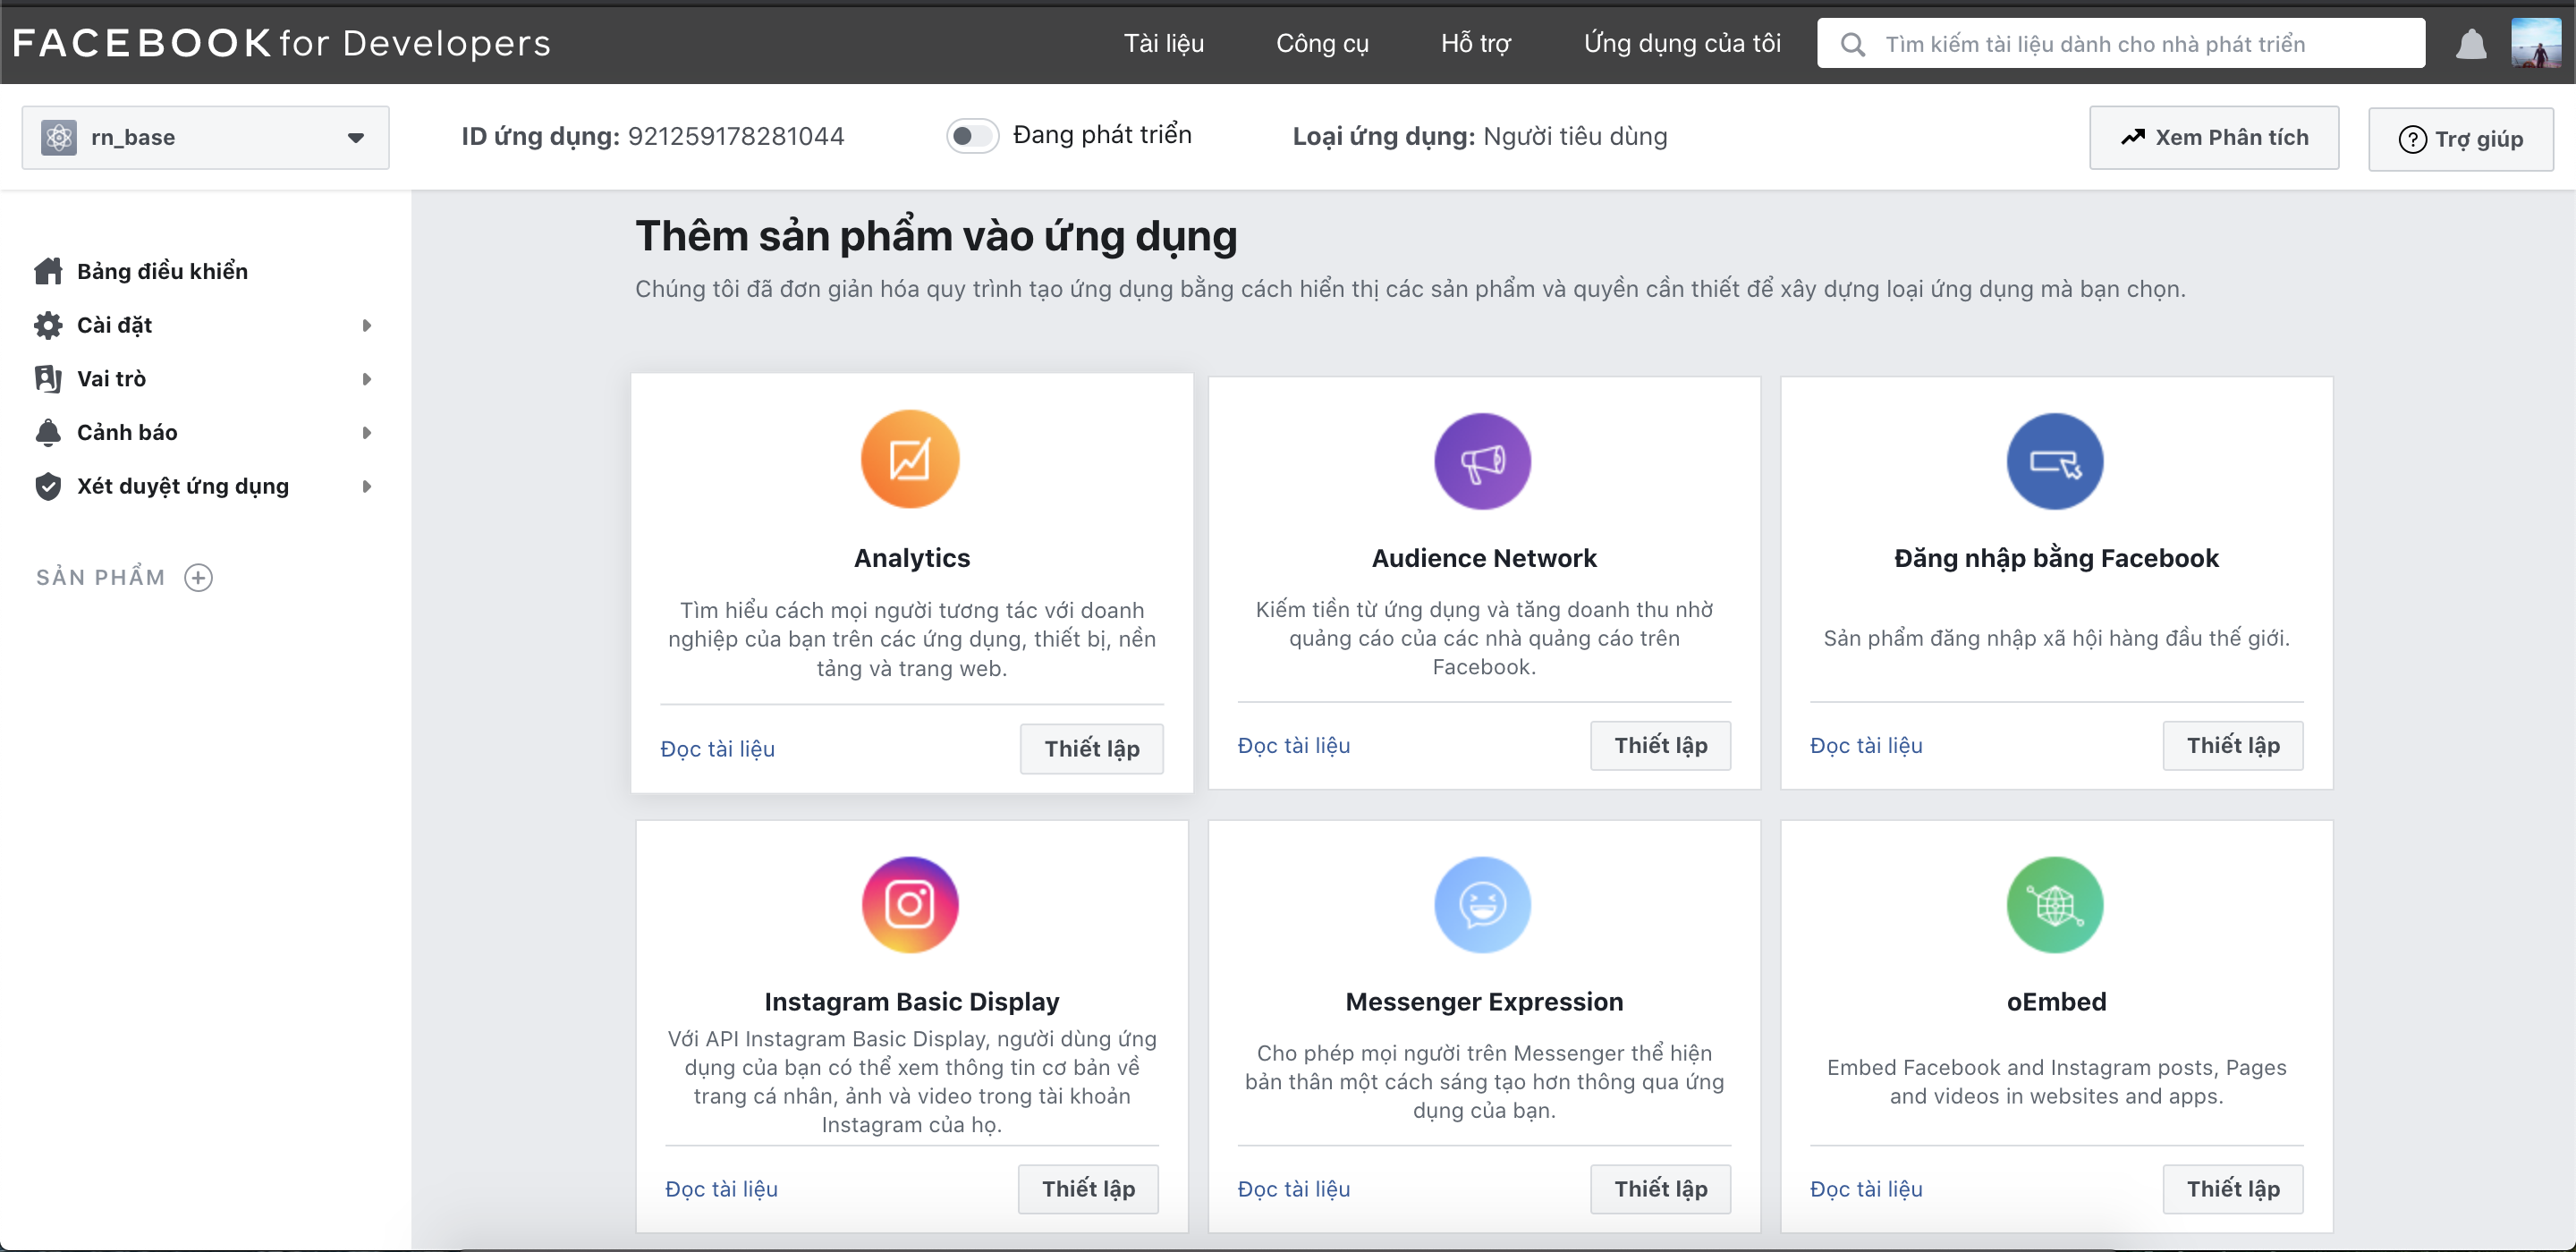 FACEBOOK for Developers
Tài liệu
Công cụ
Hỗ trợ
Ứng dụng của tôi
Tìm kiếm tài liệu dành cho nhà phát triển
rn_base
ID ứng dụng: 921259178281044
Đang phát triển
Loại ứng dụng: Người tiêu dùng
Xem Phân tích
Trợ giúp
Bảng điều khiển
Cài đặt
Vai trò
Cảnh báo
Xét duyệt ứng dụng
SẢN PHẨM
Thêm sản phẩm vào ứng dụng
Chúng tôi đã đơn giản hóa quy trình tạo ứng dụng bằng cách hiển thị các sản phẩm và quyền cần thiết để xây dựng loại ứng dụng mà bạn chọn.
Analytics
Tìm hiểu cách mọi người tương tác với doanh
nghiệp của bạn trên các ứng dụng, thiết bị, nền
tảng và trang web.
Đọc tài liệu
Thiết lập
Audience Network
Kiếm tiền từ ứng dụng và tăng doanh thu nhờ
quảng cáo của các nhà quảng cáo trên
Facebook.
Đọc tài liệu
Thiết lập
Đăng nhập bằng Facebook
Sản phẩm đăng nhập xã hội hàng đầu thế giới.
Đọc tài liệu
Thiết lập
Instagram Basic Display
Với API Instagram Basic Display, người dùng ứng
dụng của bạn có thể xem thông tin cơ bản về
trang cá nhân, ảnh và video trong tài khoản
Instagram của họ.
Đọc tài liệu
Thiết lập
Messenger Expression
Cho phép mọi người trên Messenger thể hiện
bản thân một cách sáng tạo hơn thông qua ứng
dụng của bạn.
Đọc tài liệu
Thiết lập
oEmbed
Embed Facebook and Instagram posts, Pages
and videos in websites and apps.
Đọc tài liệu
Thiết lập